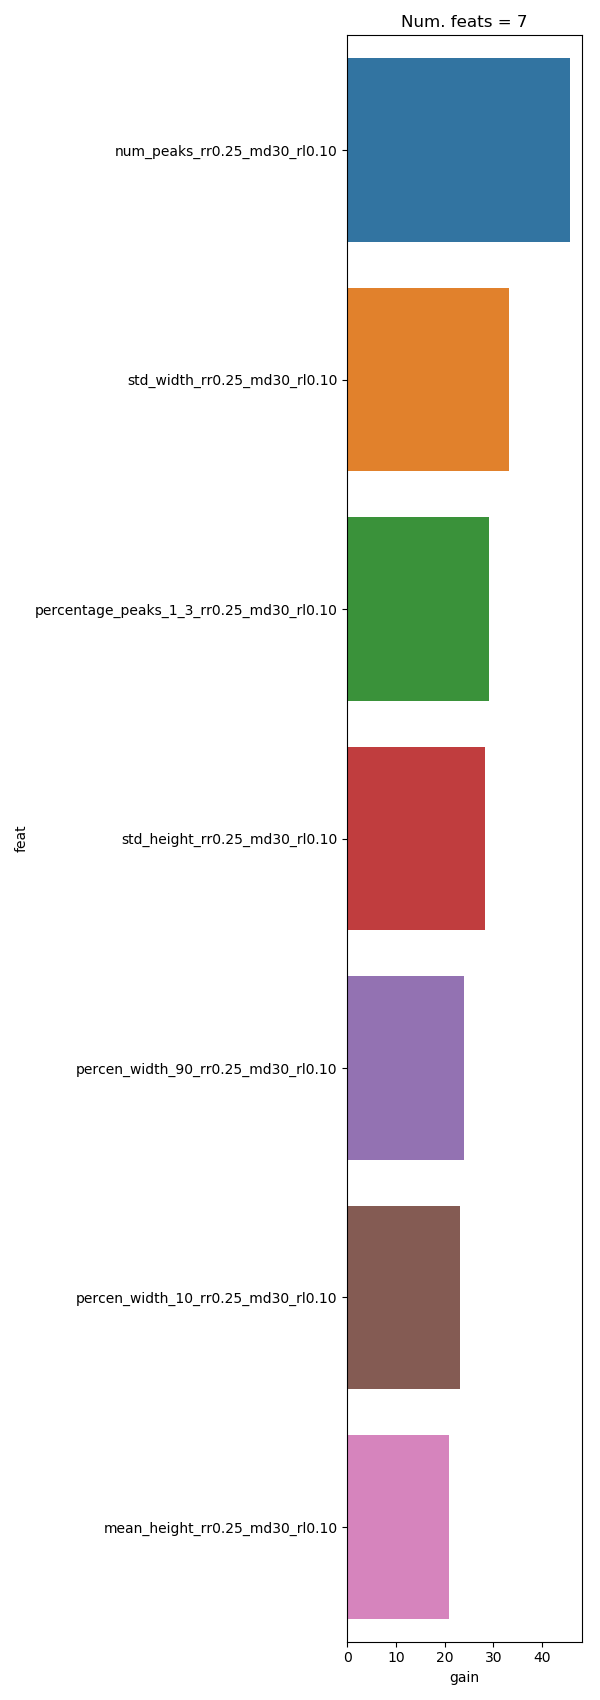 Num. feats = 7
num_peaks_rr0.25_md30_rl0.10
std_width_rr0.25_md30_rl0.10
percentage_peaks_1_3_rr0.25_md30_rl0.10
std_height_rr0.25_md30_rl0.10
percen_width_90_rr0.25_md30_rl0.10
percen_width_10_rr0.25_md30_rl0.10
mean_height_rr0.25_md30_rl0.10
feat
0 10 20 30 40
gain